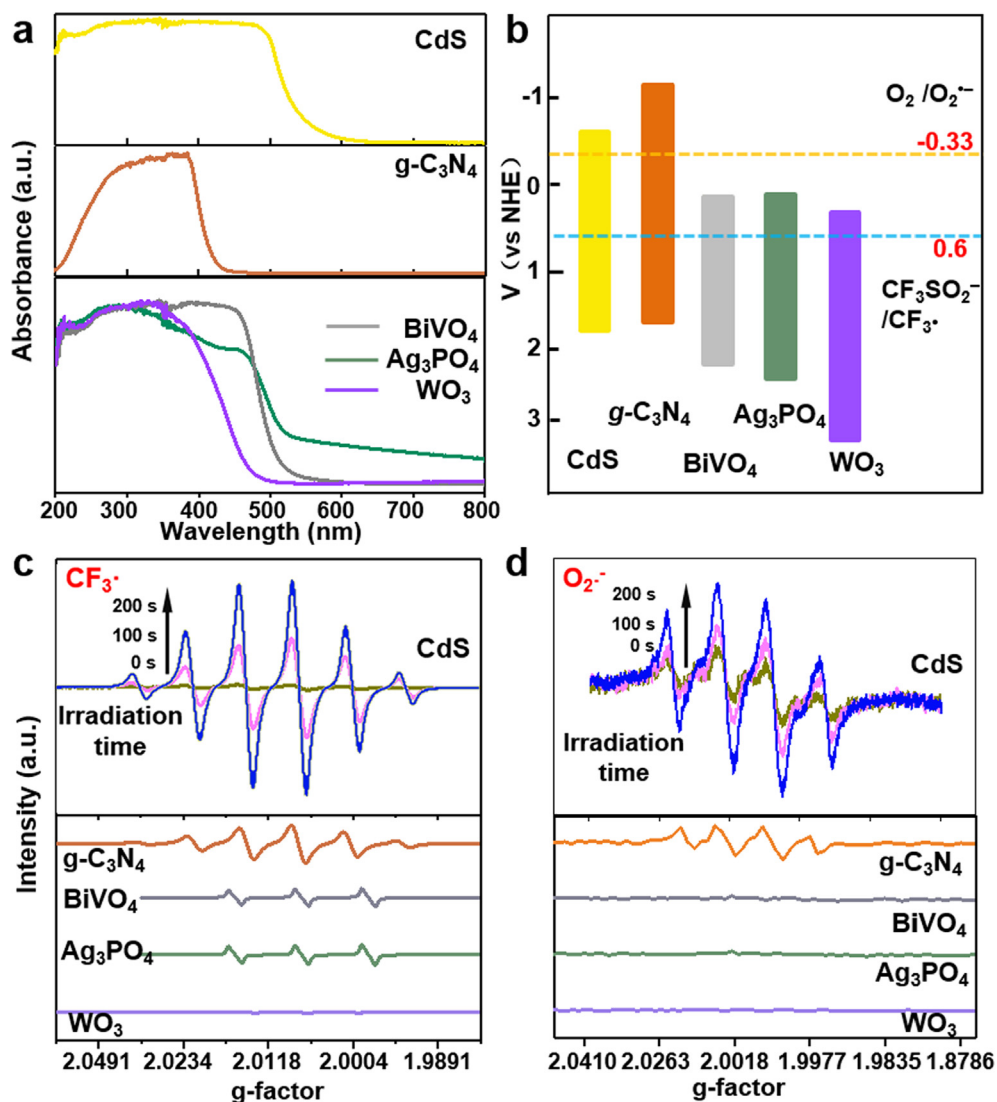 a
CdS
g-C₃N₄
BiVO₄
Ag₃PO₄
WO₃
Absorbance (a.u.)
200 300 400 500 600 700 800
Wavelength (nm)
b
O₂ /O₂•−
-0.33
0.6
CF₃SO₂−
/CF₃•
-1
0
1
2
3
V (vs NHE)
g-C₃N₄
Ag₃PO₄
CdS
BiVO₄
WO₃
c
CF₃·
200 s
100 s
0 s
CdS
Irradiation
time
g-C₃N₄
BiVO₄
Ag₃PO₄
WO₃
Intensity (a.u.)
2.0491 2.0234 2.0118 2.0004 1.9891
g-factor
d
O₂·-
200 s
100 s
0 s
CdS
Irradiation
time
g-C₃N₄
BiVO₄
Ag₃PO₄
WO₃
2.0410 2.0263 2.0018 1.9977 1.9835 1.8786
g-factor